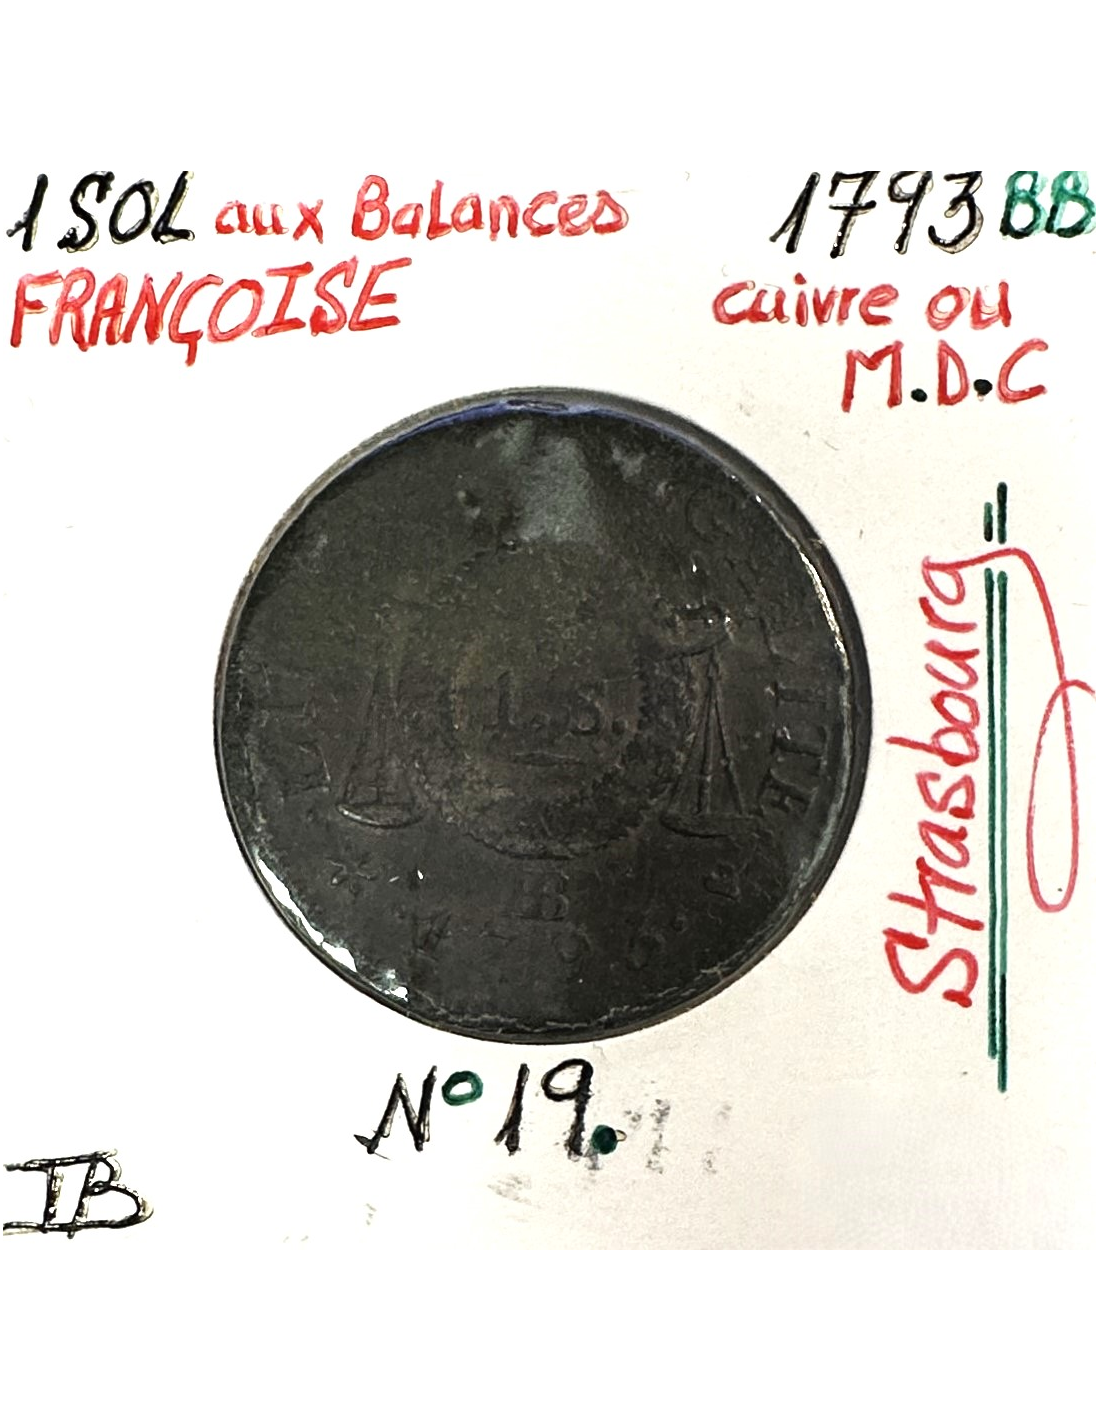 1 SOL aux Balances 1793 BB
FRANÇOISE cuivre ou
M.D.C
Strasbourg
1. S.
B
N° 19.
TB